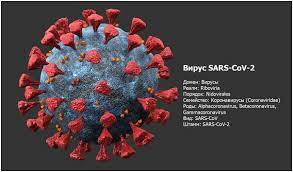 Вирус SARS-CoV-2
Домен: Вирусы
Реалм: Riboviria
Порядок: Nidovirales
Семейство: Коронавирусы (Coronaviridae)
Роды: Alphacoronavirus, Betacoronavirus,
Gammacoronavirus
Вид: SARS-CoV
Штамм: SARS-CoV-2